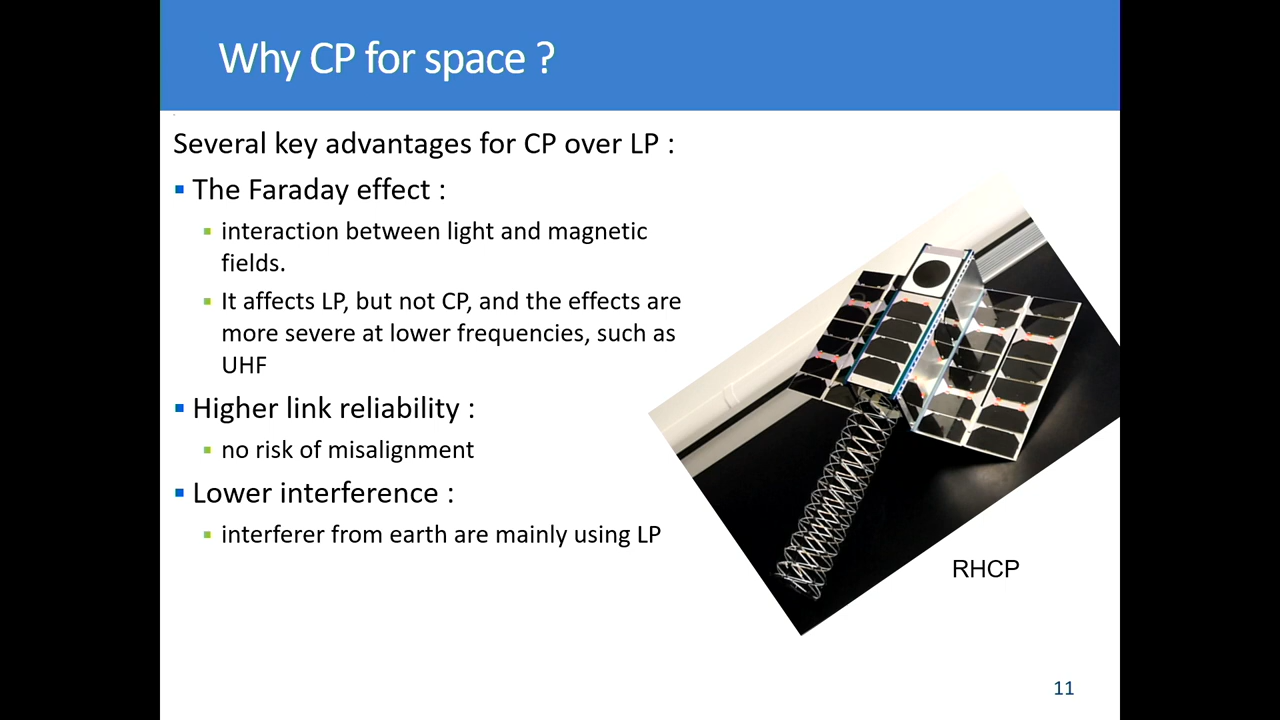 Why CP for space ?
Several key advantages for CP over LP :
The Faraday effect :
interaction between light and magnetic
fields.
It affects LP, but not CP, and the effects are
more severe at lower frequencies, such as
UHF
Higher link reliability :
no risk of misalignment
Lower interference :
interferer from earth are mainly using LP
RHCP
11